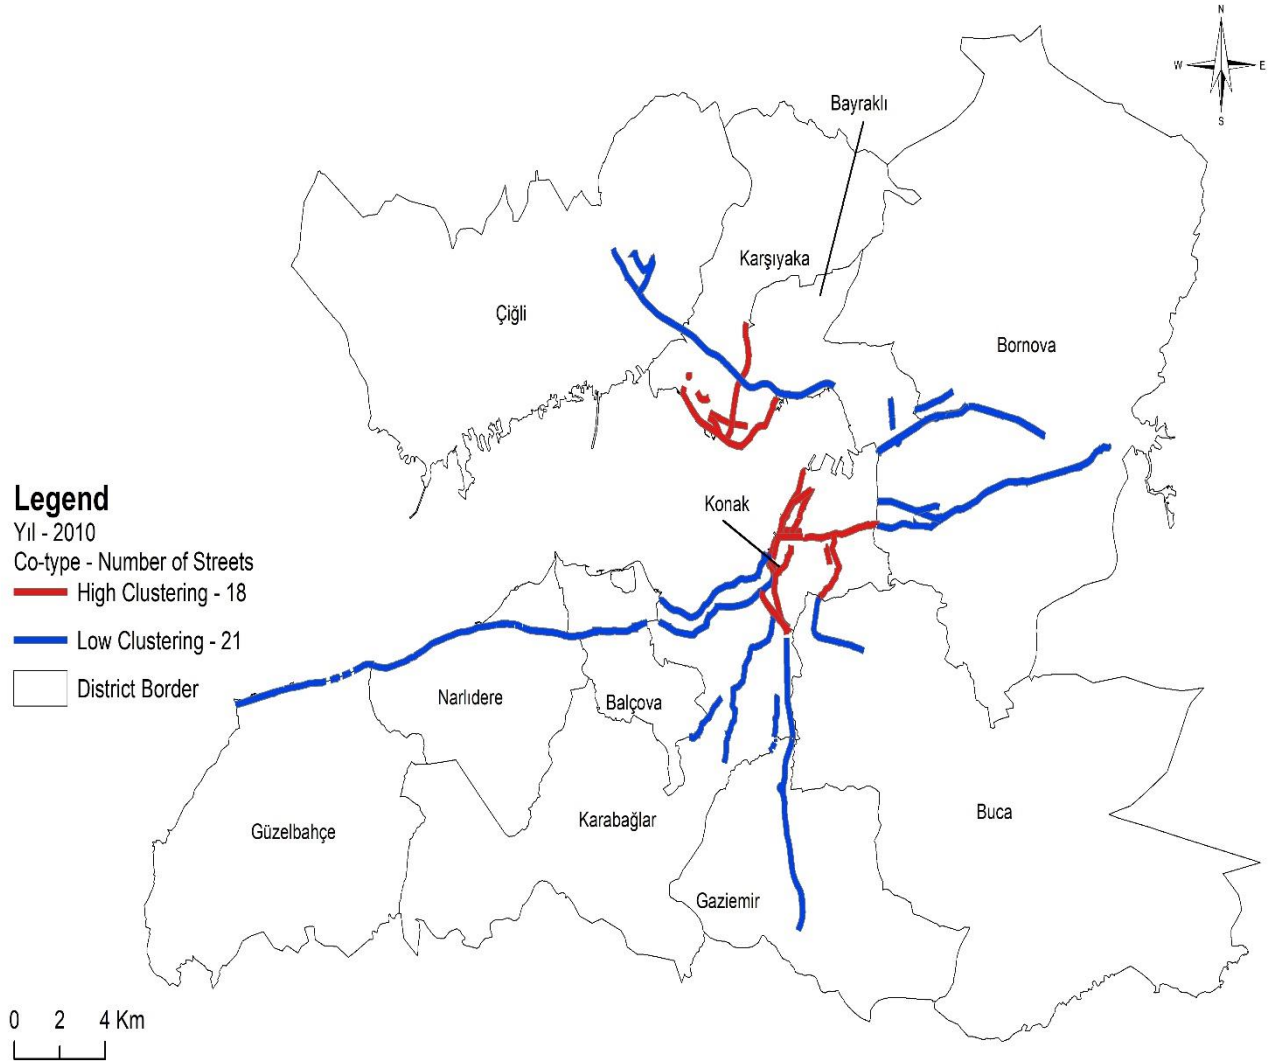 N
W E
S
Bayraklı
Karşıyaka
Çiğli
Bornova
Konak
Legend
Yıl - 2010
Co-type - Number of Streets
High Clustering - 18
Low Clustering - 21
District Border
Narlıdere
Balçova
Güzelbahçe
Karabağlar
Buca
Gaziemir
0 2 4 Km